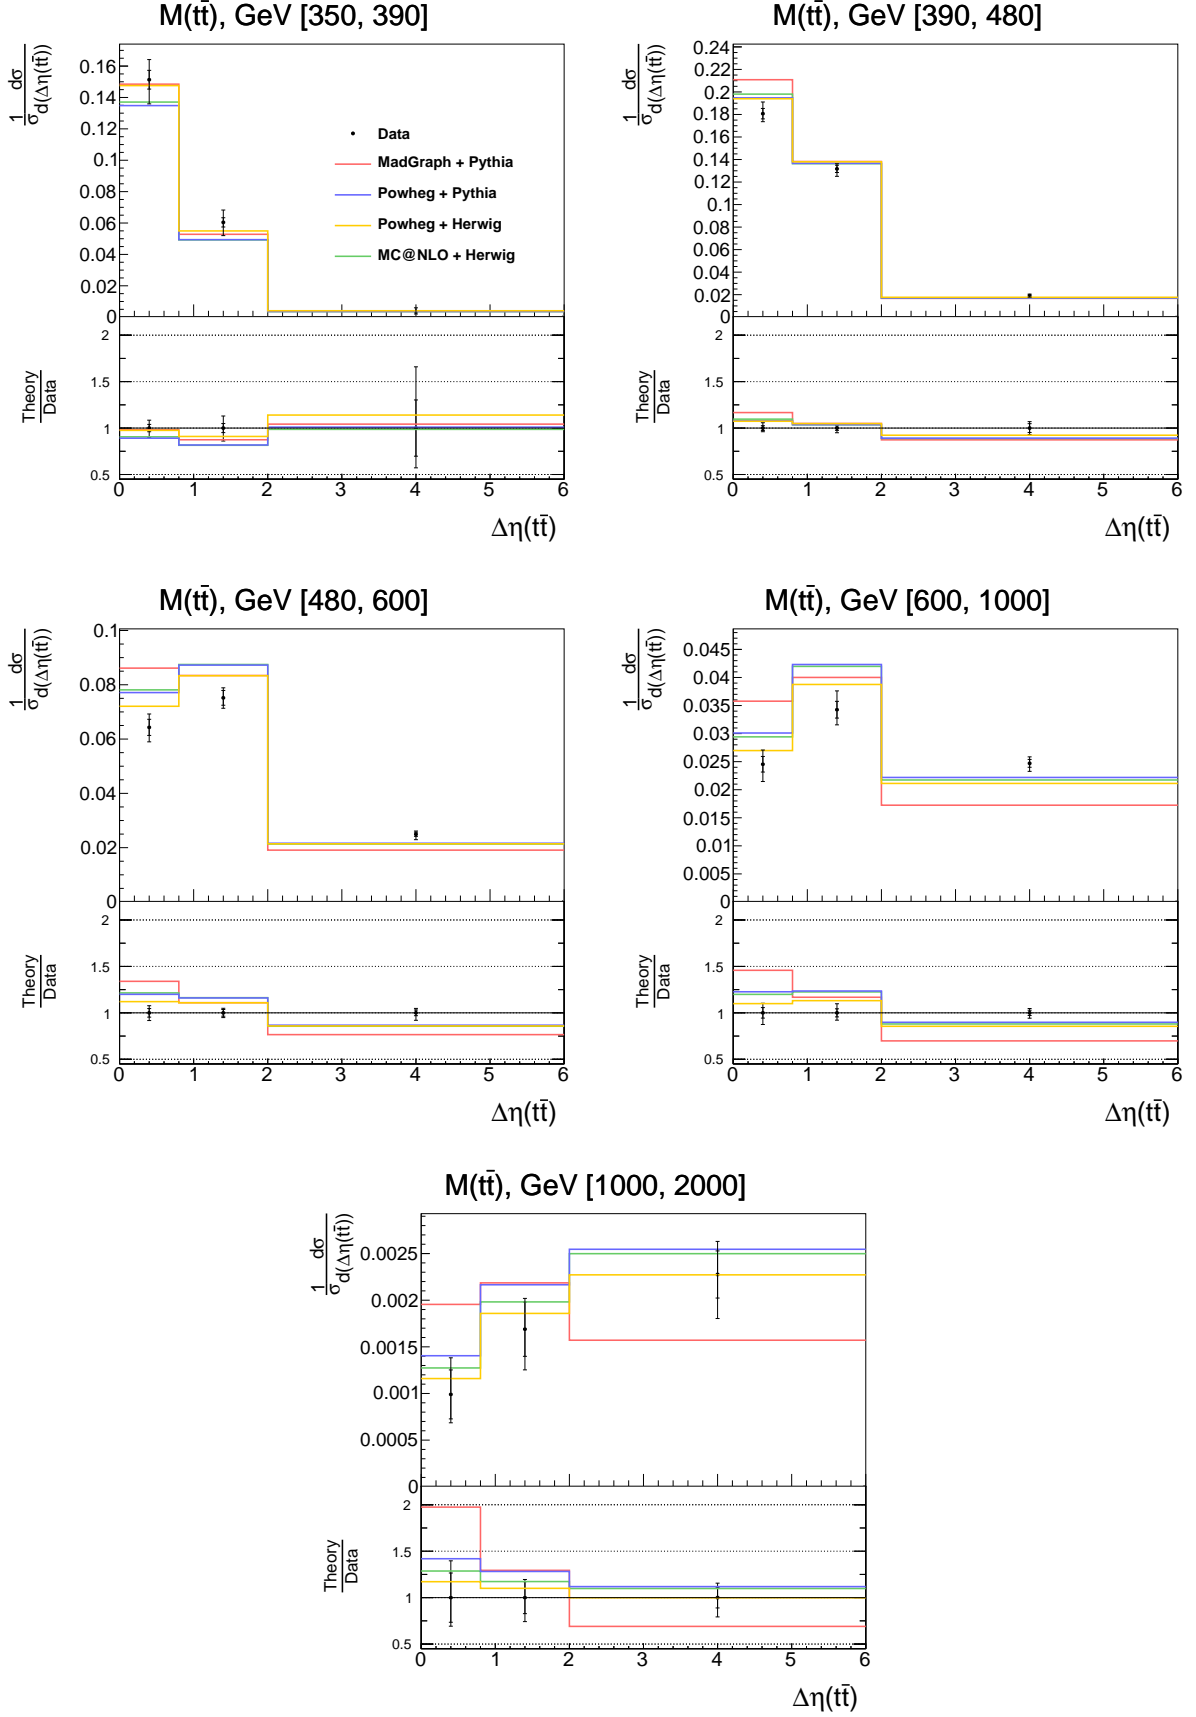 M(tt̄), GeV [350, 390]
1/σ dσ/d(Δη(tt̄))
0.16
0.14
0.12
0.1
0.08
0.06
0.04
0.02
0
Data
MadGraph + Pythia
Powheg + Pythia
Powheg + Herwig
MC@NLO + Herwig
Theory/Data
2
1.5
1
0.5
0 1 2 3 4 5 6
Δη(tt̄)
M(tt̄), GeV [390, 480]
1/σ dσ/d(Δη(tt̄))
0.24
0.22
0.2
0.18
0.16
0.14
0.12
0.1
0.08
0.06
0.04
0.02
0
Theory/Data
2
1.5
1
0.5
0 1 2 3 4 5 6
Δη(tt̄)
M(tt̄), GeV [480, 600]
1/σ dσ/d(Δη(tt̄))
0.1
0.08
0.06
0.04
0.02
0
Theory/Data
2
1.5
1
0.5
0 1 2 3 4 5 6
Δη(tt̄)
M(tt̄), GeV [600, 1000]
1/σ dσ/d(Δη(tt̄))
0.045
0.04
0.035
0.03
0.025
0.02
0.015
0.01
0.005
0
Theory/Data
2
1.5
1
0.5
0 1 2 3 4 5 6
Δη(tt̄)
M(tt̄), GeV [1000, 2000]
1/σ dσ/d(Δη(tt̄))
0.0025
0.002
0.0015
0.001
0.0005
0
Theory/Data
2
1.5
1
0.5
0 1 2 3 4 5 6
Δη(tt̄)